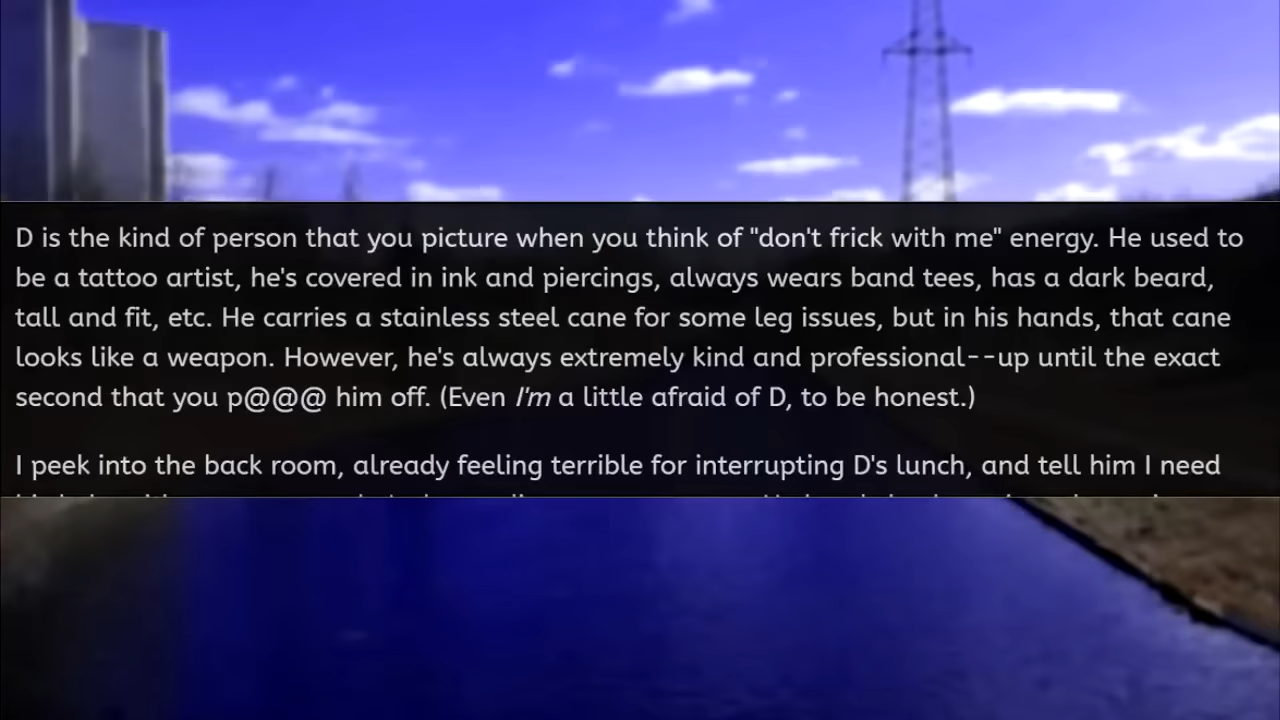 D is the kind of person that you picture when you think of "don't frick with me" energy. He used to
be a tattoo artist, he's covered in ink and piercings, always wears band tees, has a dark beard,
tall and fit, etc. He carries a stainless steel cane for some leg issues, but in his hands, that cane
looks like a weapon. However, he's always extremely kind and professional--up until the exact
second that you p@@@ him off. (Even I'm a little afraid of D, to be honest.)
I peek into the back room, already feeling terrible for interrupting D's lunch, and tell him I need